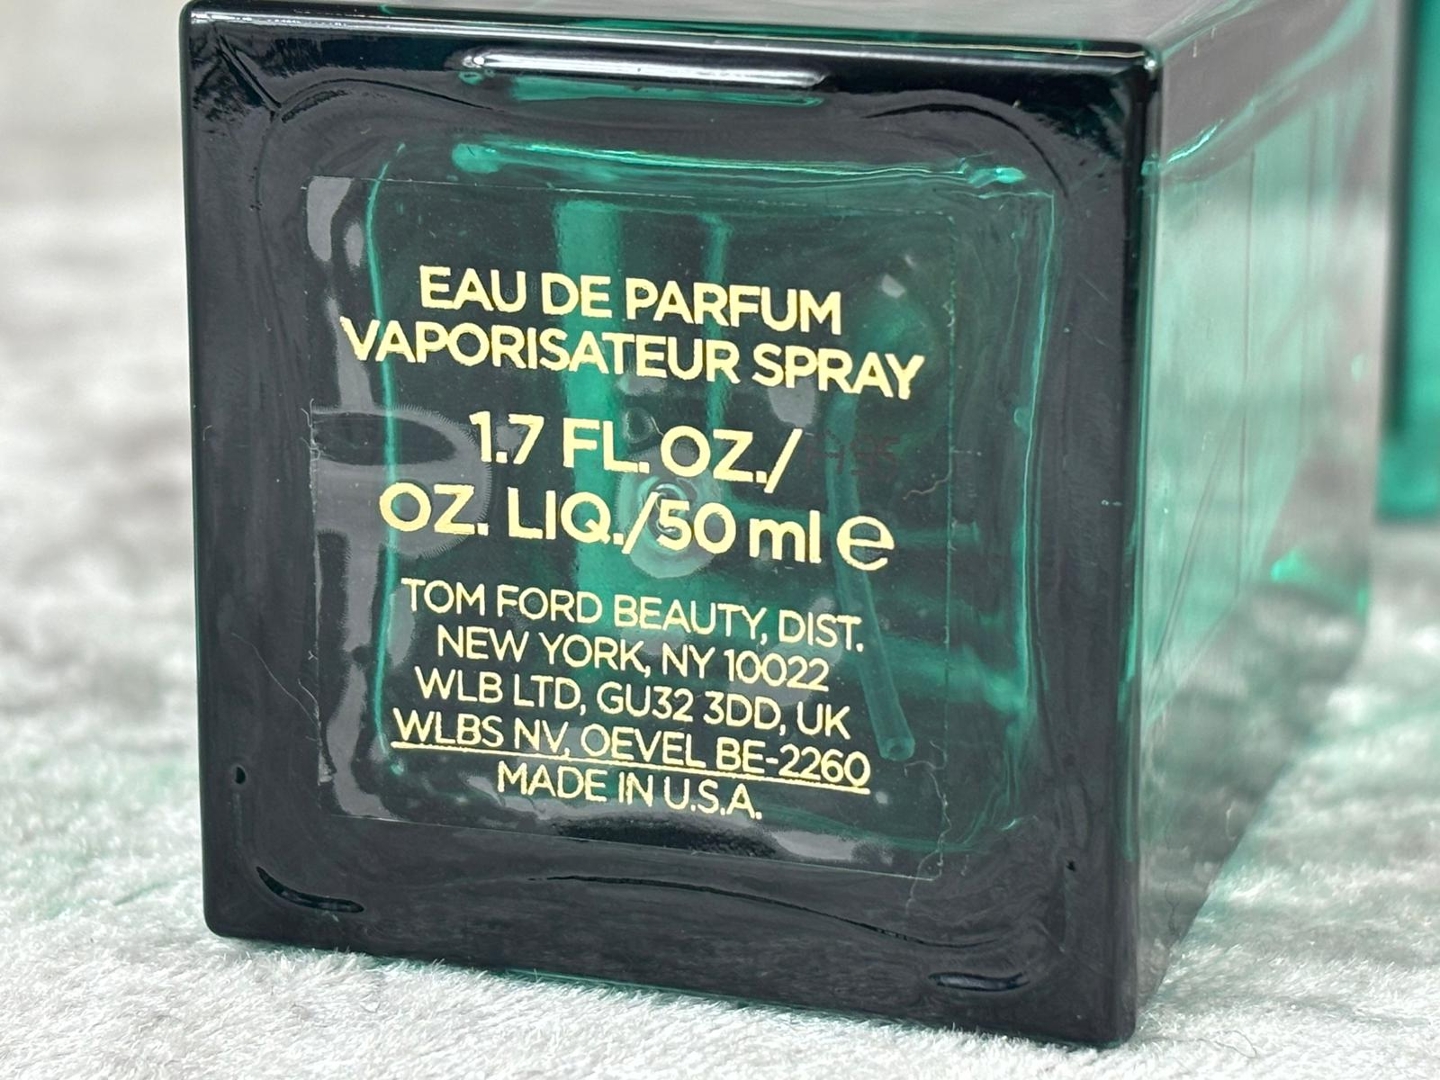 EAU DE PARFUM
VAPORISATEUR SPRAY
1.7 FL. OZ./
OZ. LIQ./50 ml e
TOM FORD BEAUTY, DIST.
NEW YORK, NY 10022
WLB LTD, GU32 3DD, UK
WLBS NV, OEVEL BE-2260
MADE IN U.S.A.